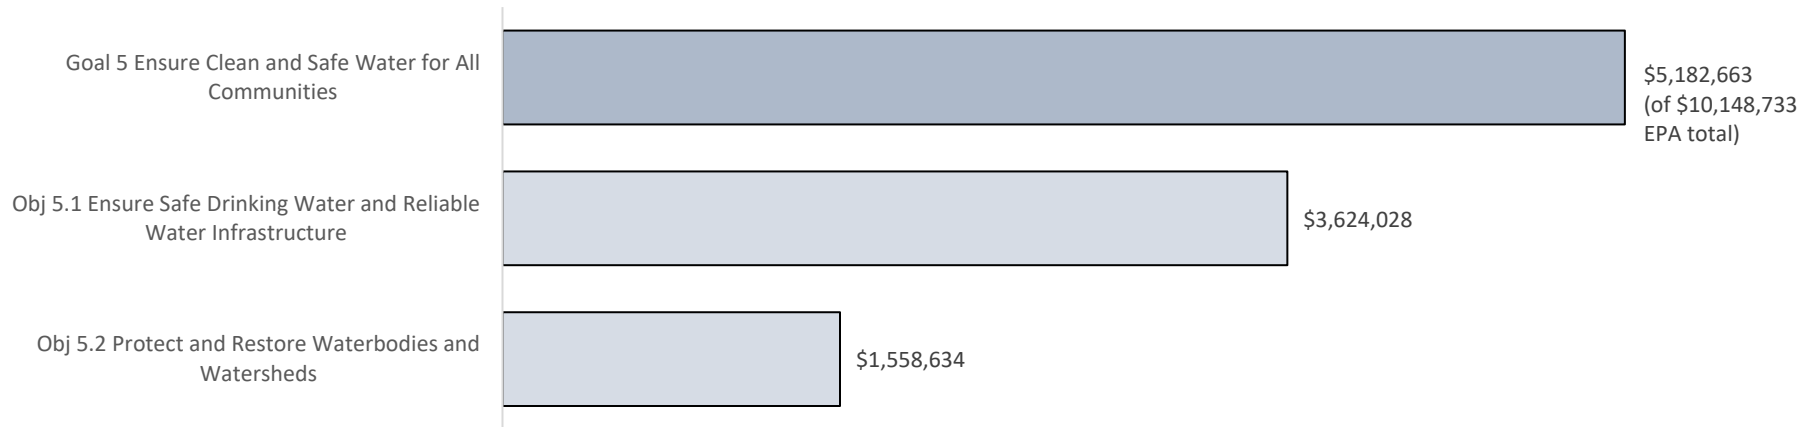 Goal 5 Ensure Clean and Safe Water for All
Communities
$5,182,663
(of $10,148,733
EPA total)
Obj 5.1 Ensure Safe Drinking Water and Reliable
Water Infrastructure
$3,624,028
Obj 5.2 Protect and Restore Waterbodies and
Watersheds
$1,558,634